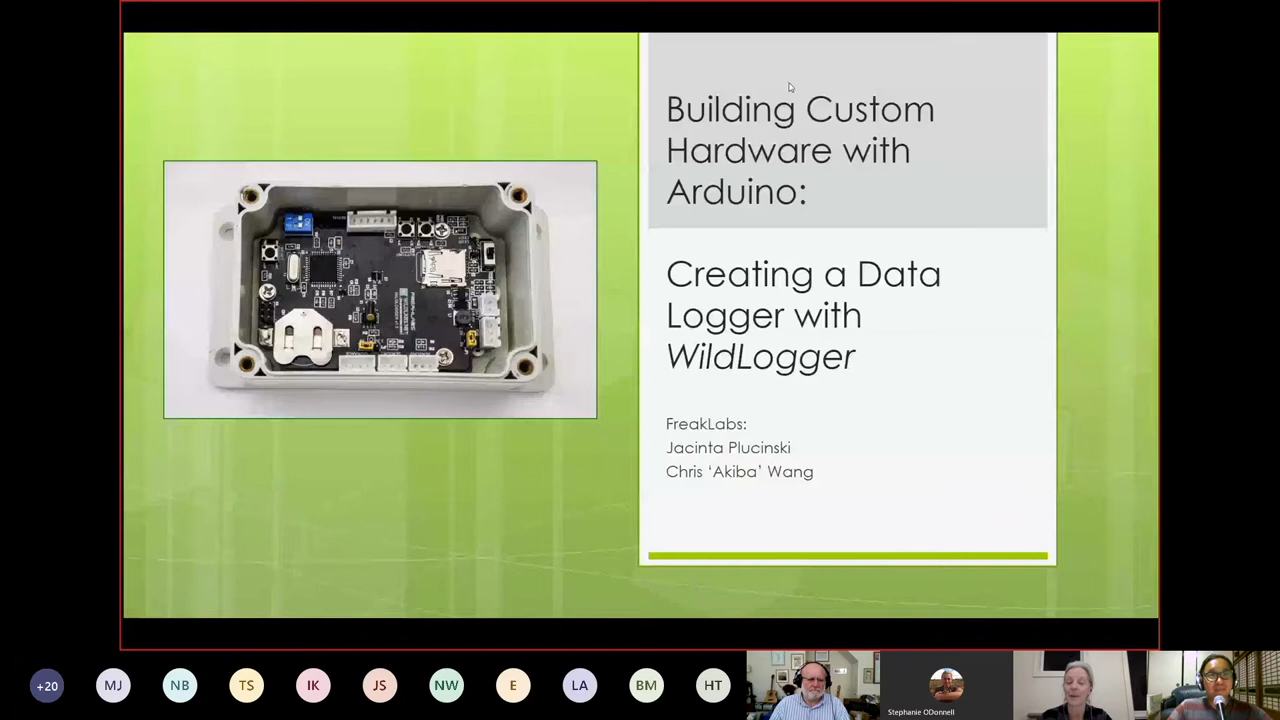 Building Custom
Hardware with
Arduino:
Creating a Data
Logger with
WildLogger
FreakLabs:
Jacinta Plucinski
Chris ‘Akiba’ Wang
+20
MJ
NB
TS
IK
JS
NW
E
LA
BM
HT
Stephanie ODonnell